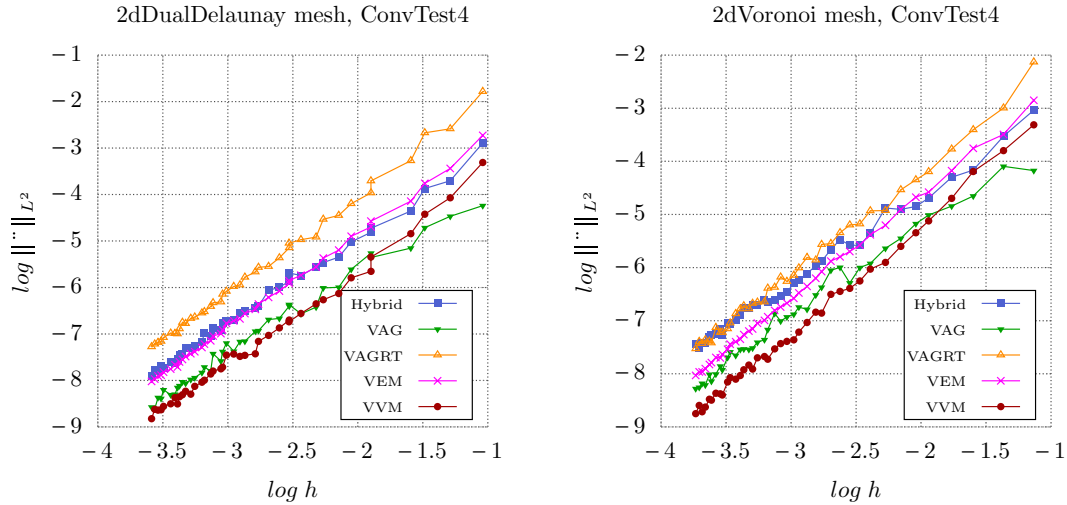 2dDualDelaunay mesh, ConvTest4
−1
−2
−3
−4
−5
−6
−7
−8
−9
log ‖¨‖L²
Hybrid
VAG
VAGRT
VEM
VVM
−4
−3.5
−3
−2.5
−2
−1.5
−1
log h
2dVoronoi mesh, ConvTest4
−2
−3
−4
−5
−6
−7
−8
−9
log ‖¨‖L²
Hybrid
VAG
VAGRT
VEM
VVM
−4
−3.5
−3
−2.5
−2
−1.5
−1
log h